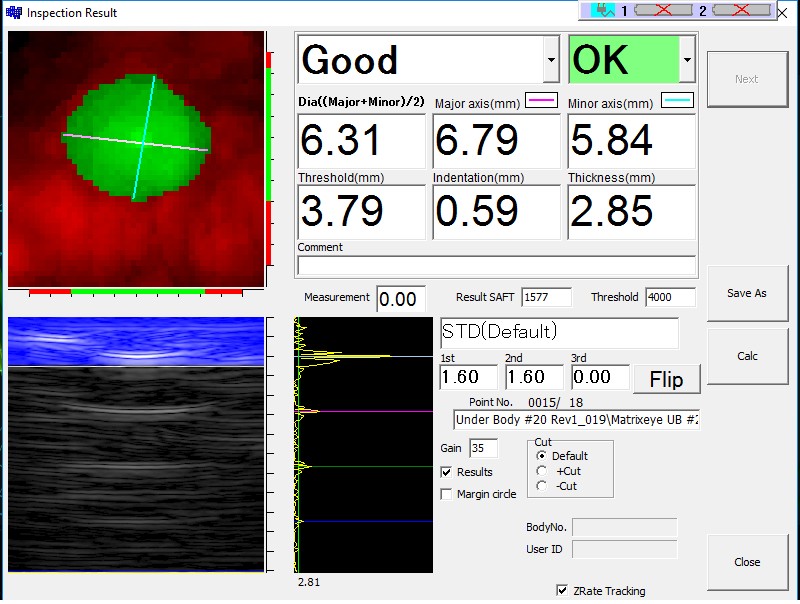 Inspection Result
1 2
Good OK
Next
Dia((Major+Minor)/2) Major axis(mm) Minor axis(mm)
6.31 6.79 5.84
Threshold(mm) Indentation(mm) Thickness(mm)
3.79 0.59 2.85
Comment
Measurement 0.00 Result SAFT 1577 Threshold 4000
Save As
STD(Default)
1st 2nd 3rd
1.60 1.60 0.00 Flip
Calc
Point No. 0015/ 18
Under Body #20 Rev1_019\Matrixeye UB #2
Gain 35
Cut
Default
+Cut
-Cut
Results
Margin circle
BodyNo.
User ID
Close
2.81
ZRate Tracking